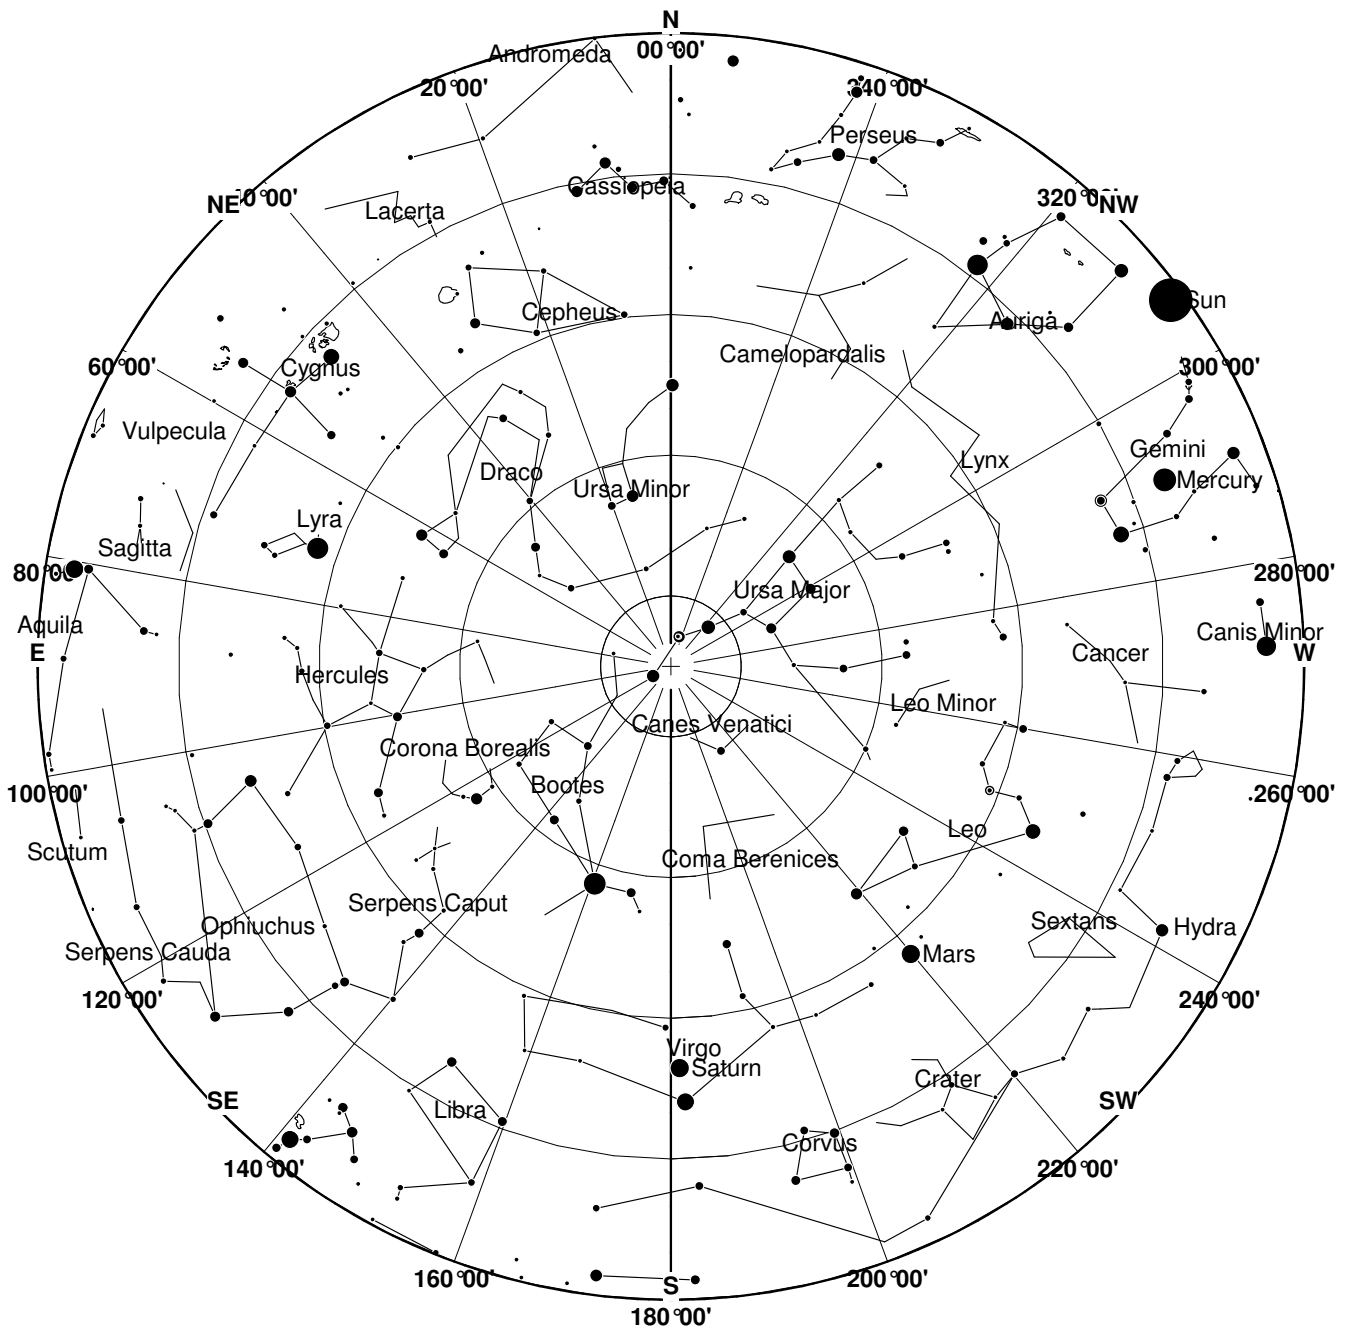 N
00°00'
Andromeda
20°00'
340°00'
Perseus
Cassiopeia
NE
40°00'
Lacerta
320°00'
NW
Sun
Cepheus
Auriga
Camelopardalis
60°00'
Cygnus
300°00'
Vulpecula
Gemini
Draco
Lynx
Ursa Minor
Mercury
Lyra
Sagitta
80°00'
280°00'
Ursa Major
Aquila
E
Canis Minor
W
Cancer
Hercules
Leo Minor
Canes Venatici
Corona Borealis
Bootes
100°00'
260°00'
Leo
Scutum
Coma Berenices
Serpens Caput
Ophiuchus
Sextans
Hydra
Serpens Cauda
Mars
120°00'
240°00'
Virgo
Saturn
Crater
SE
Libra
SW
Corvus
140°00'
220°00'
160°00'
S
200°00'
180°00'